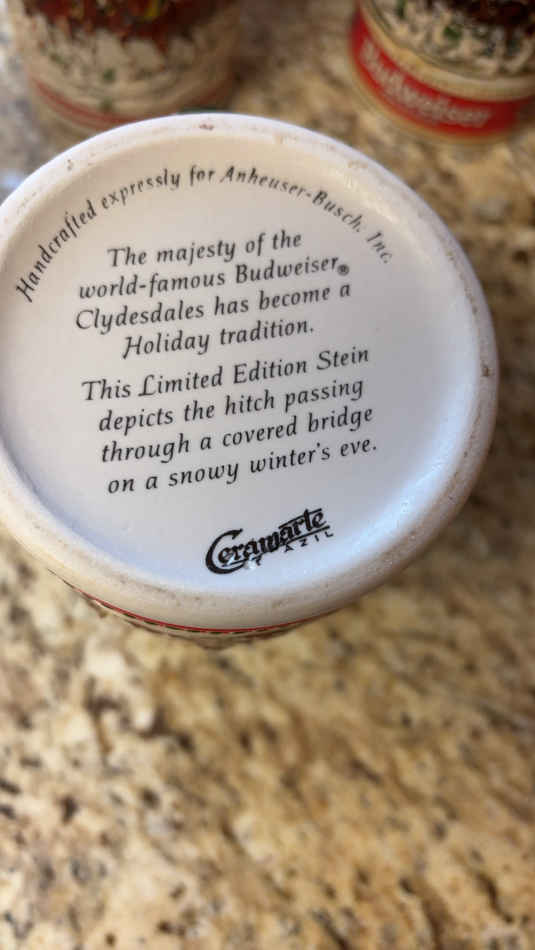 Budweiser
Handcrafted expressly for Anheuser-Busch, Inc.
The majesty of the
world-famous Budweiser®
Clydesdales has become a
Holiday tradition.
This Limited Edition Stein
depicts the hitch passing
through a covered bridge
on a snowy winter's eve.
Ceramarte